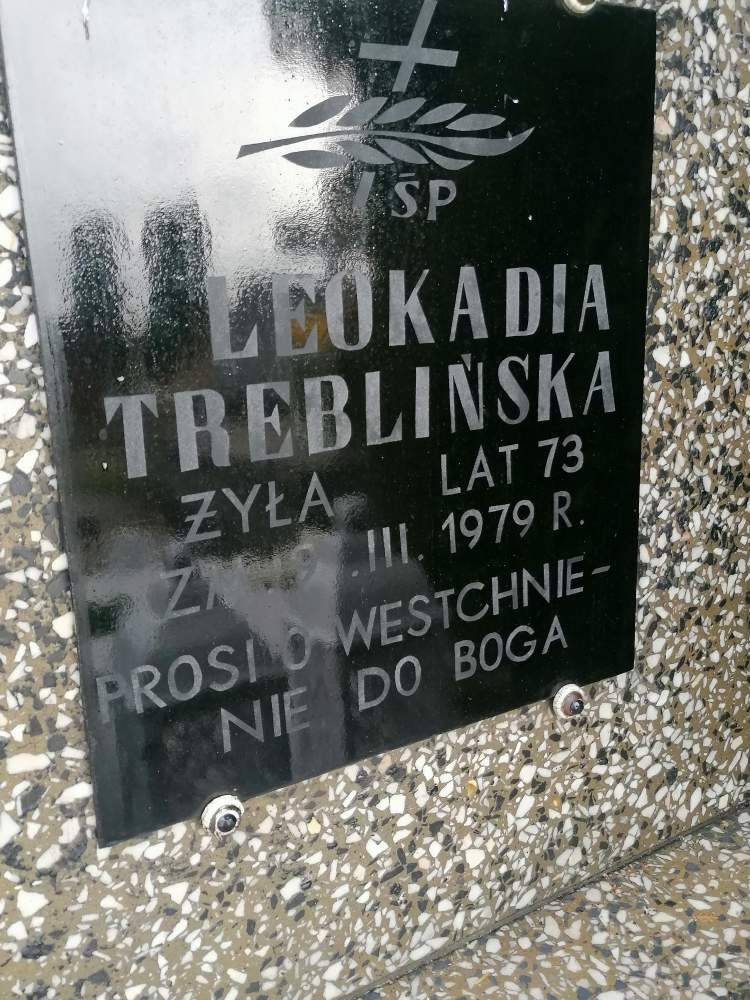 ŚP
LEOKADIA
TREBLIŃSKA
ŻYŁA LAT 73
III. 1979 R.
PROSI O WESTCHNIE-
NIE DO BOGA